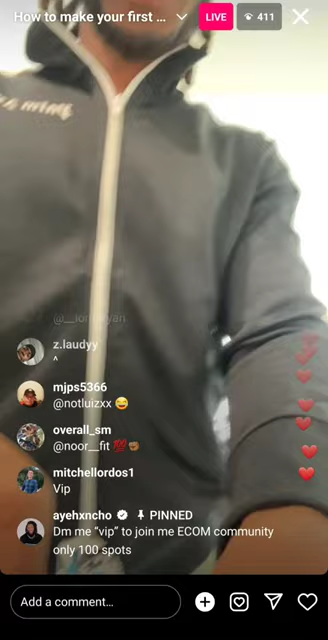 How to make your first ...
LIVE
411
z.laudyy
^
mjps5366
@notluizxx 😂
overall_sm
@noor__fit 💯✊🏾
mitchellordos1
Vip
ayehxncho PINNED
Dm me “vip” to join me ECOM community
only 100 spots
Add a comment...